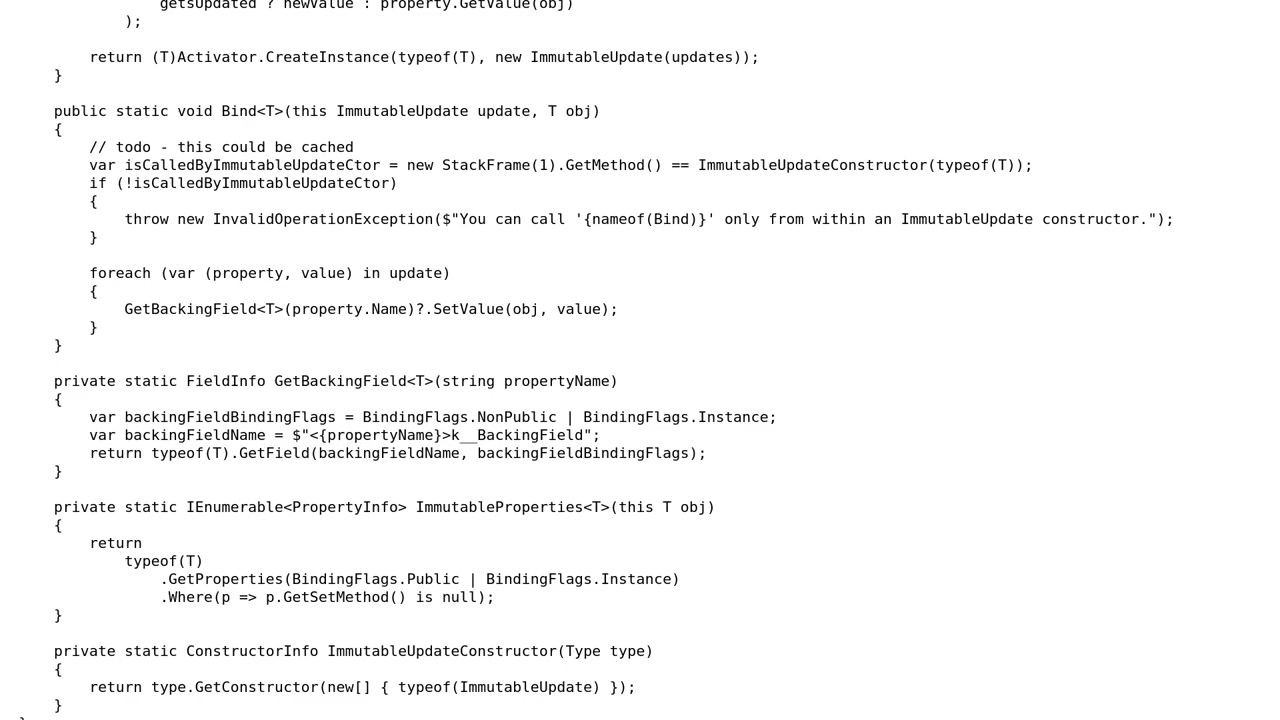 getsUpdated ? newValue : property.GetValue(obj)
        );

    return (T)Activator.CreateInstance(typeof(T), new ImmutableUpdate(updates));
}

public static void Bind<T>(this ImmutableUpdate update, T obj)
{
    // todo - this could be cached
    var isCalledByImmutableUpdateCtor = new StackFrame(1).GetMethod() == ImmutableUpdateConstructor(typeof(T));
    if (!isCalledByImmutableUpdateCtor)
    {
        throw new InvalidOperationException($"You can call '{nameof(Bind)}' only from within an ImmutableUpdate constructor.");
    }

    foreach (var (property, value) in update)
    {
        GetBackingField<T>(property.Name)?.SetValue(obj, value);
    }
}

private static FieldInfo GetBackingField<T>(string propertyName)
{
    var backingFieldBindingFlags = BindingFlags.NonPublic | BindingFlags.Instance;
    var backingFieldName = $"<{propertyName}>k__BackingField";
    return typeof(T).GetField(backingFieldName, backingFieldBindingFlags);
}

private static IEnumerable<PropertyInfo> ImmutableProperties<T>(this T obj)
{
    return
        typeof(T)
            .GetProperties(BindingFlags.Public | BindingFlags.Instance)
            .Where(p => p.GetSetMethod() is null);
}

private static ConstructorInfo ImmutableUpdateConstructor(Type type)
{
    return type.GetConstructor(new[] { typeof(ImmutableUpdate) });
}